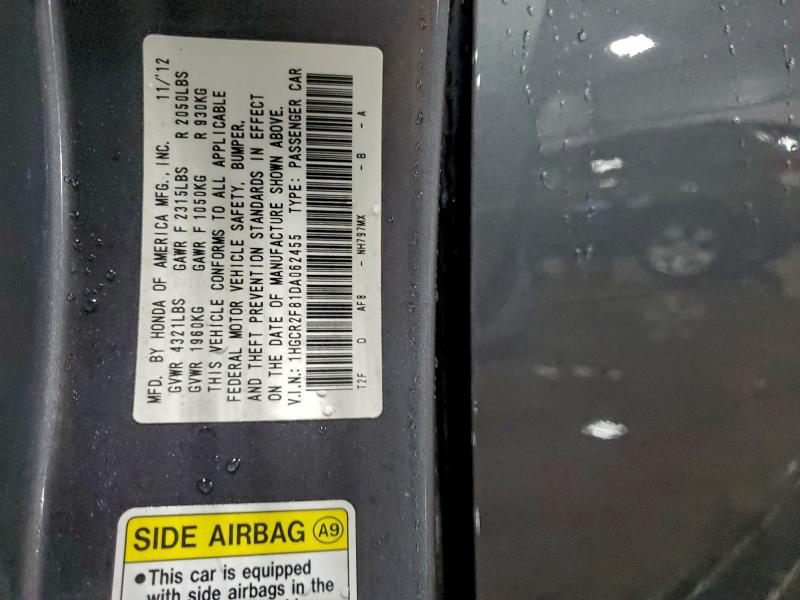 MFD. BY HONDA OF AMERICA MFG., INC. 11/'12
GVWR 4321LBS GAWR F 2315LBS R 2050LBS
GVWR 1960KG GAWR F 1050KG R 930KG
THIS VEHICLE CONFORMS TO ALL APPLICABLE
FEDERAL MOTOR VEHICLE SAFETY, BUMPER,
AND THEFT PREVENTION STANDARDS IN EFFECT
ON THE DATE OF MANUFACTURE SHOWN ABOVE.
V.I.N.: 1HGCR2F81DA062455 TYPE: PASSENGER CAR
T2F D AF8 - NH797MX - B - A
SIDE AIRBAG A9
•This car is equipped
with side airbags in the